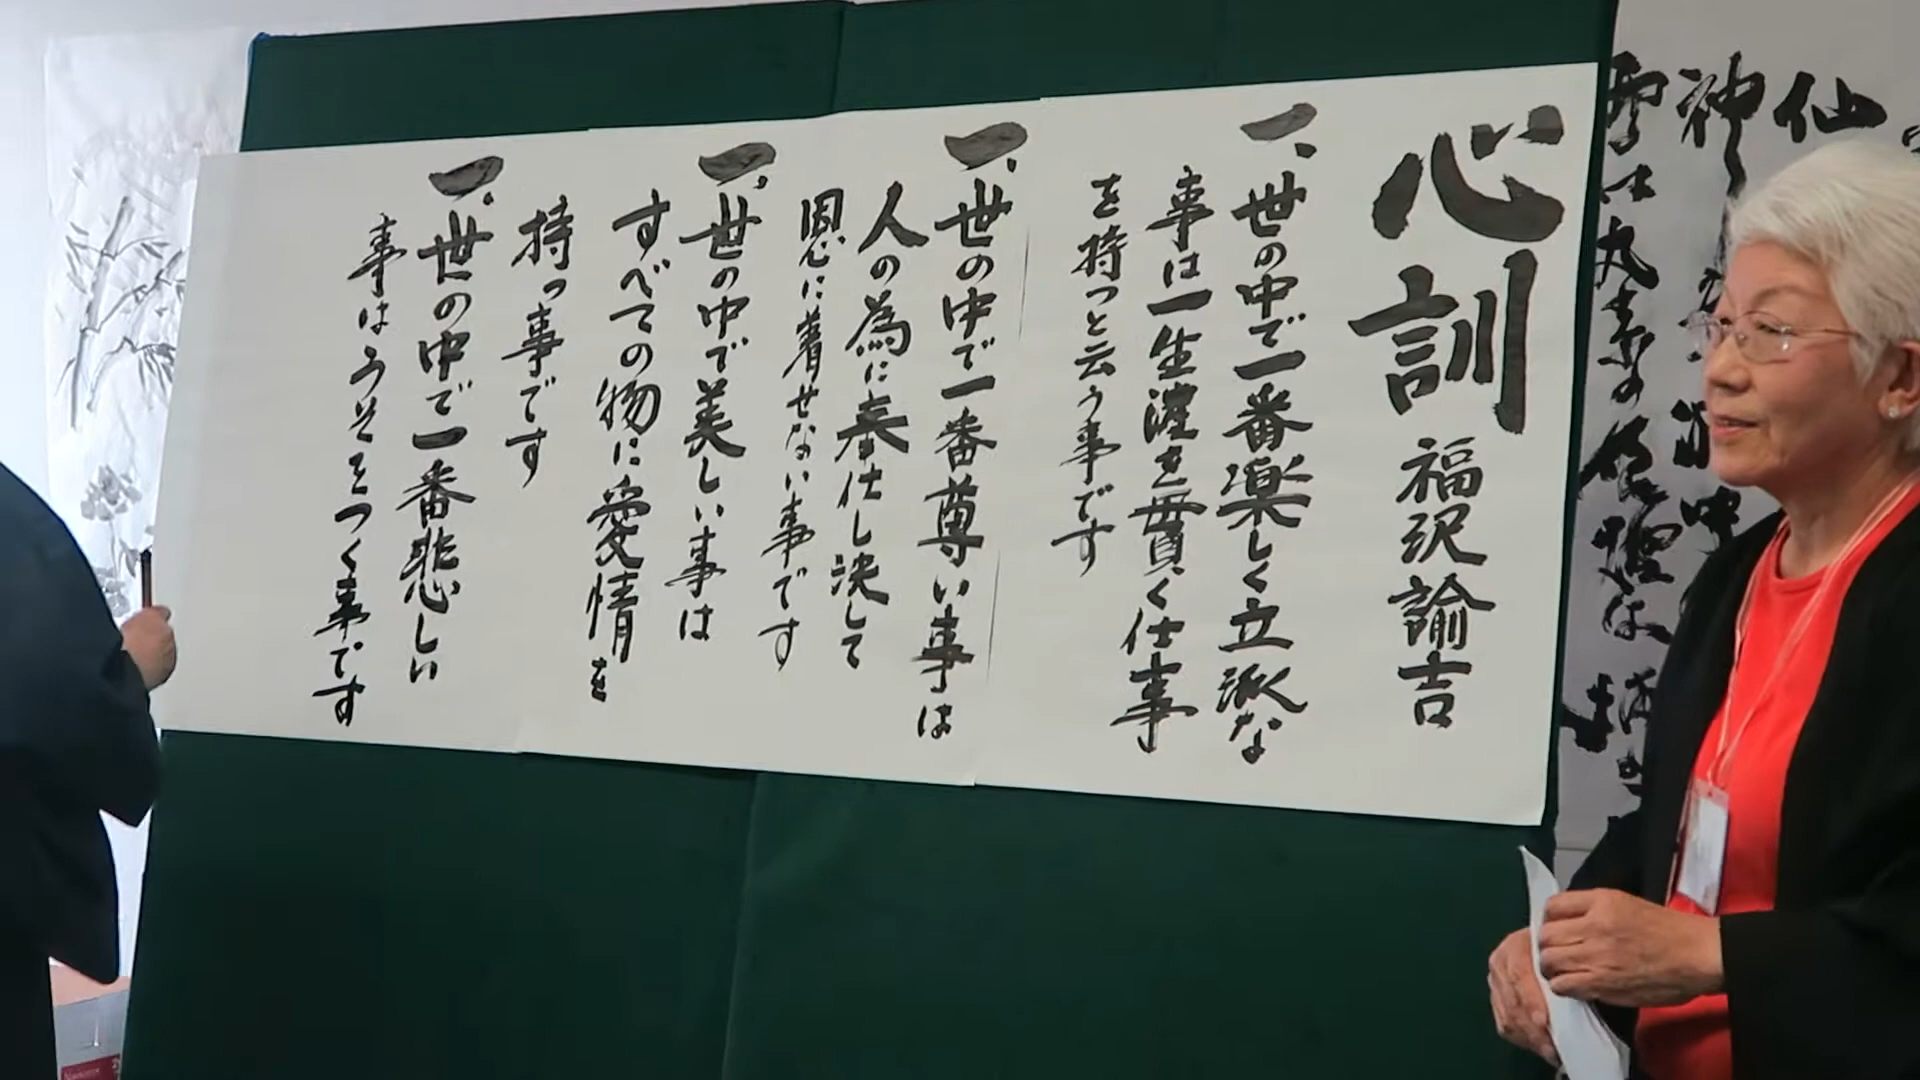 心訓 福沢諭吉
一、世の中で一番楽しく立派な
事は一生涯を貫く仕事
を持つと云う事です
一、世の中で一番尊い事は
人の為に奉仕し決して
恩に着せない事です
一、世の中で美しい事は
すべての物に愛情を
持つ事です
一、世の中で一番悲しい
事はうそをつく事です
神仙